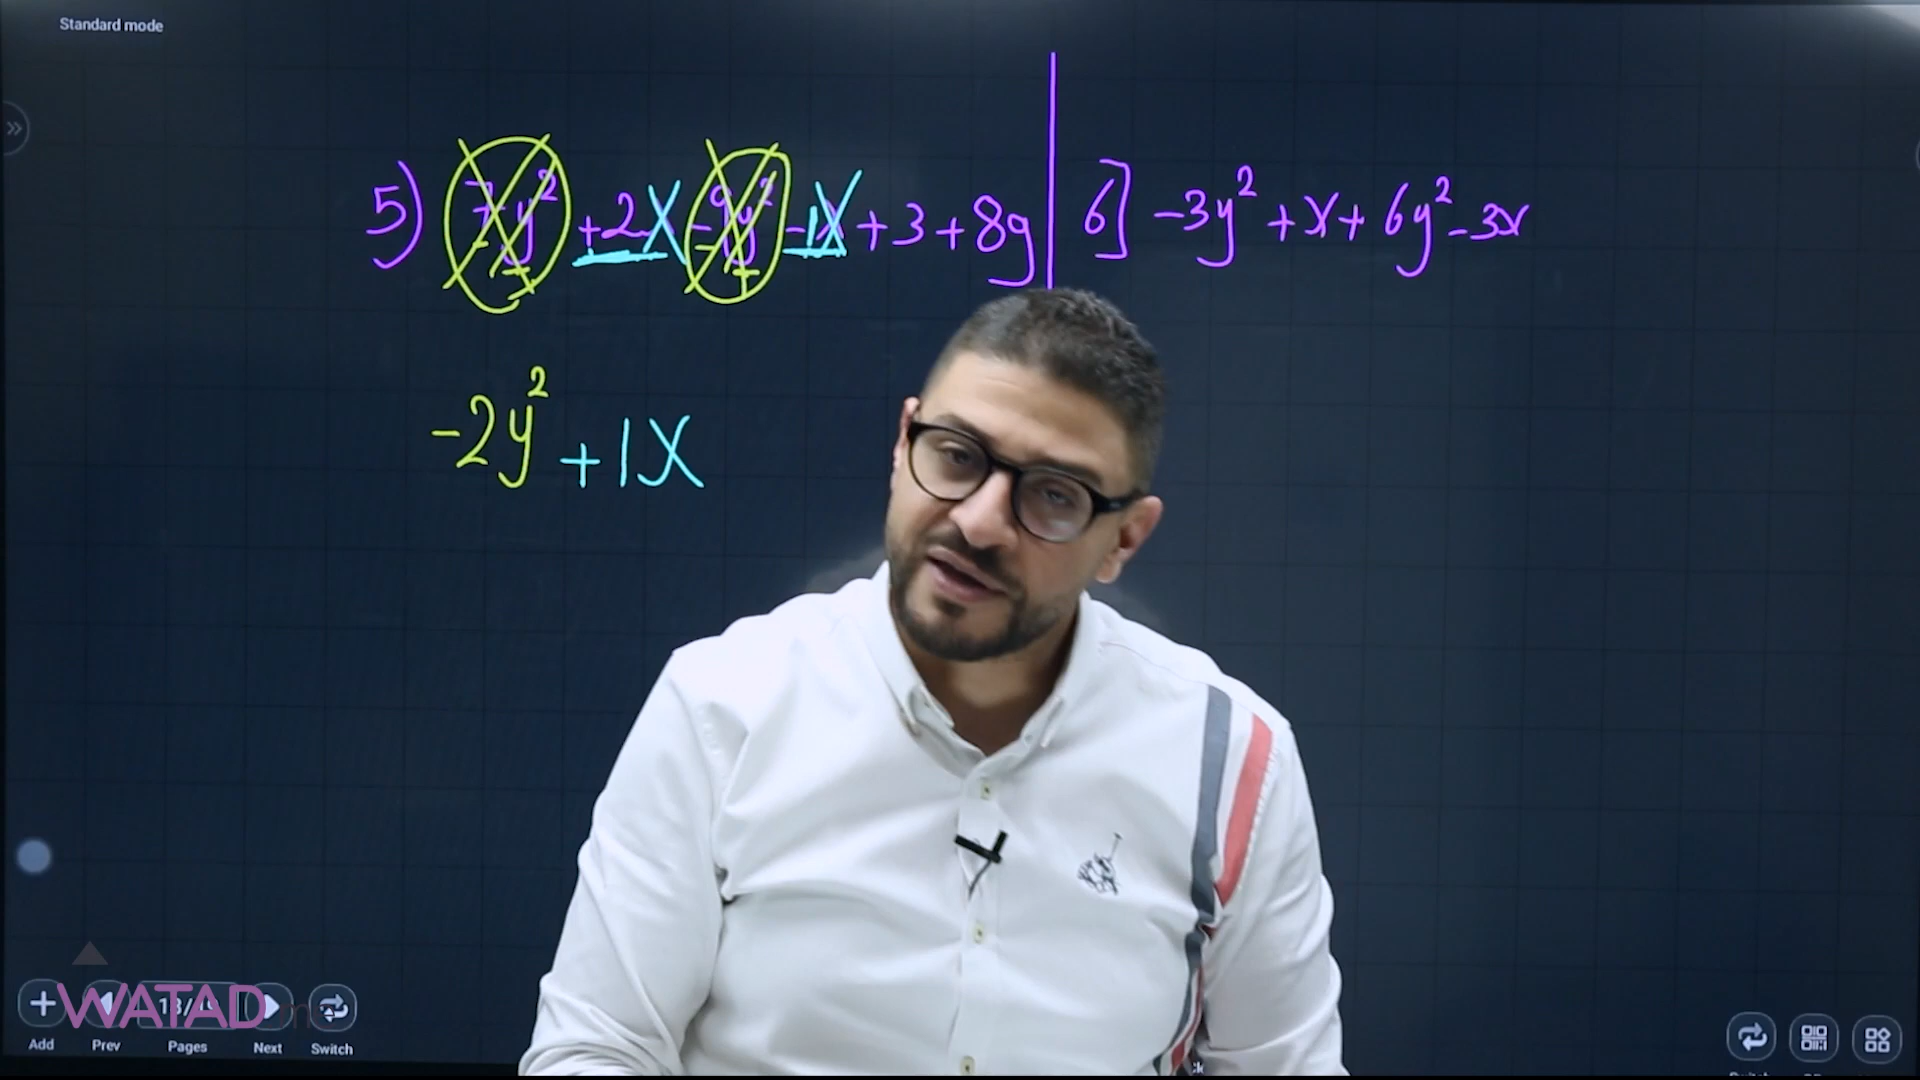 Standard mode
5) 7y² +2x -9y² -1x +3 +8y
6] -3y² + x + 6y² - 3x
-2y² + 1x
WATAD
Add Prev Pages Next Switch